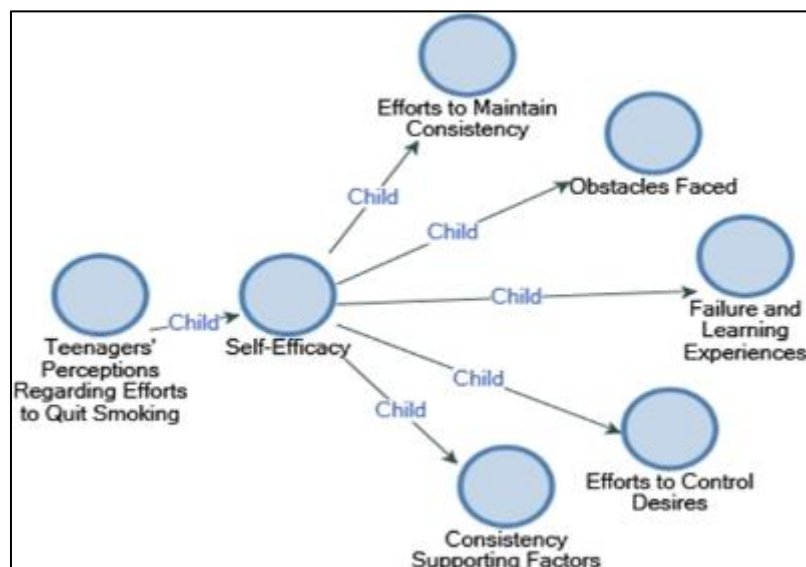 Efforts to Maintain
Consistency
Child
Obstacles Faced
Child
Child
Failure and
Learning
Experiences
Child
Teenagers'
Perceptions
Regarding Efforts
to Quit Smoking
Self-Efficacy
Child
Child
Efforts to Control
Desires
Consistency
Supporting Factors